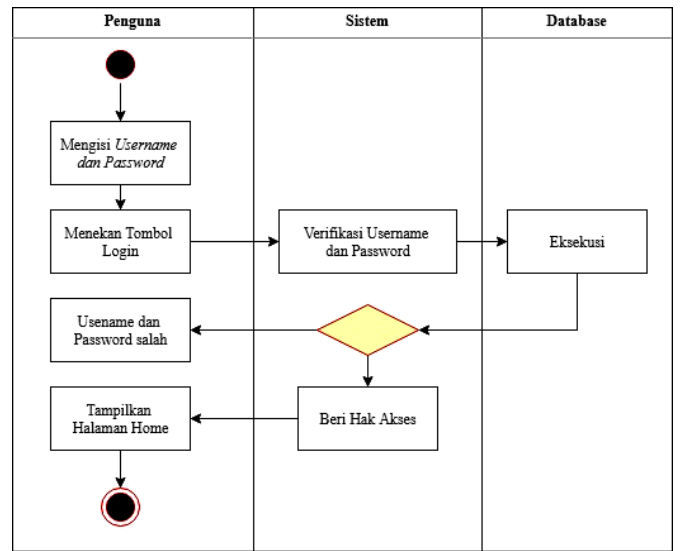 Penguna
Sistem
Database
Mengisi Username
dan Password
Menekan Tombol
Login
Verifikasi Username
dan Password
Eksekusi
Usename dan
Password salah
Tampilkan
Halaman Home
Beri Hak Akses